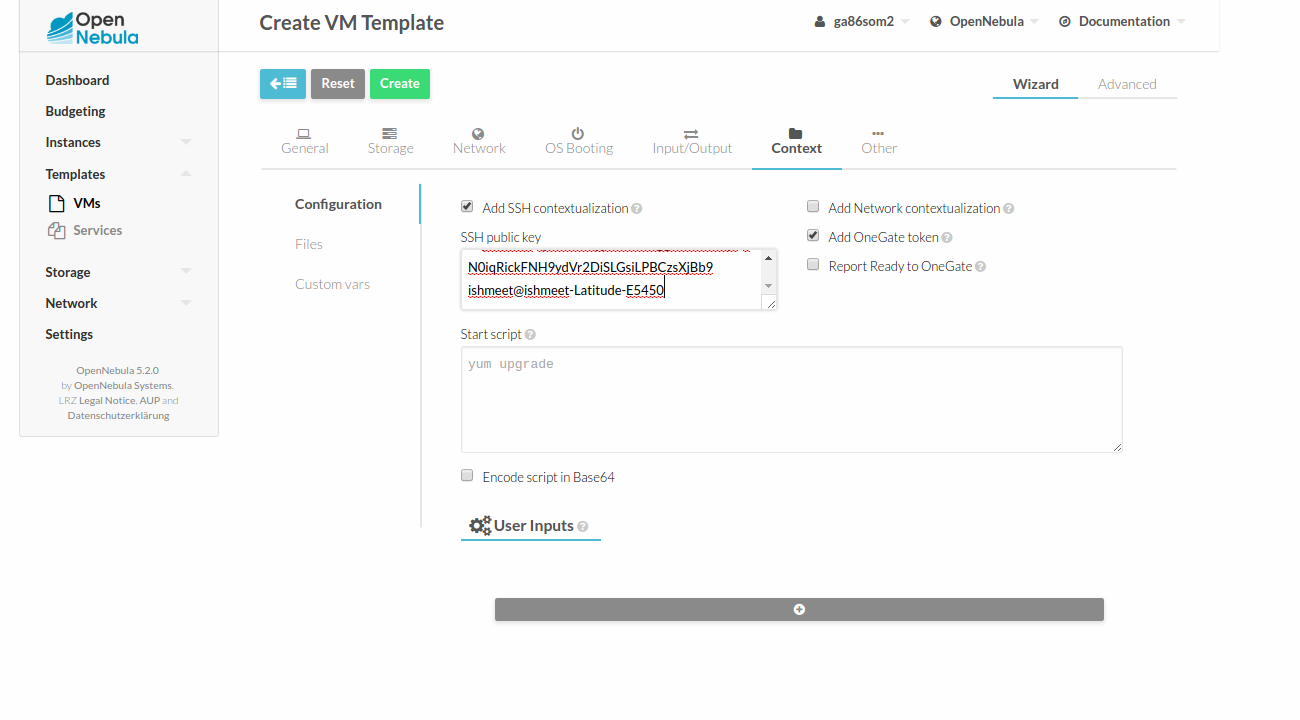 Open
Nebula
Create VM Template
ga86som2
OpenNebula
Documentation
Dashboard
Budgeting
Instances
Templates
VMs
Services
Storage
Network
Settings
OpenNebula 5.2.0
by OpenNebula Systems.
LRZ Legal Notice. AUP and
Datenschutzerklärung
Reset
Create
Wizard
Advanced
General
Storage
Network
OS Booting
Input/Output
Context
Other
Configuration
Files
Custom vars
Add SSH contextualization
SSH public key
N0iqRickFNH9ydVr2DiSLGsiLPBCzsXjBb9
ishmeet@ishmeet-Latitude-E5450
Add Network contextualization
Add OneGate token
Report Ready to OneGate
Start script
yum upgrade
Encode script in Base64
User Inputs